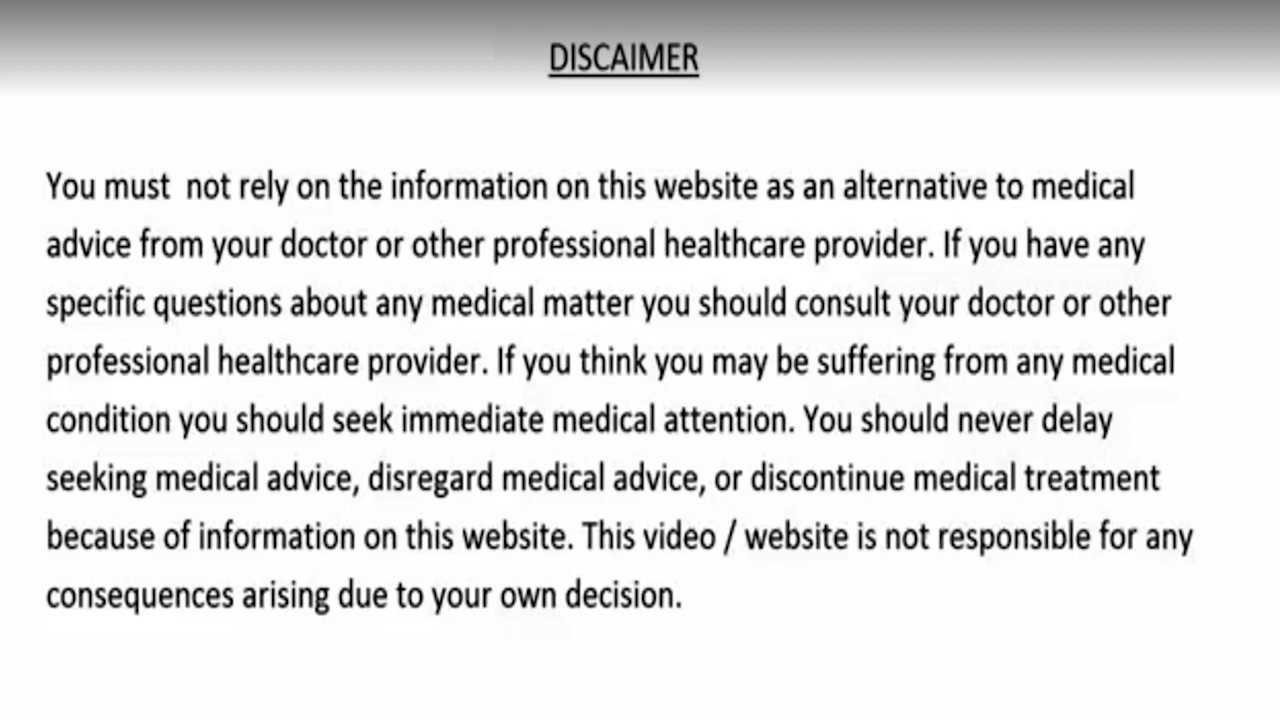 DISCAIMER
You must  not rely on the information on this website as an alternative to medical
advice from your doctor or other professional healthcare provider. If you have any
specific questions about any medical matter you should consult your doctor or other
professional healthcare provider. If you think you may be suffering from any medical
condition you should seek immediate medical attention. You should never delay
seeking medical advice, disregard medical advice, or discontinue medical treatment
because of information on this website. This video / website is not responsible for any
consequences arising due to your own decision.